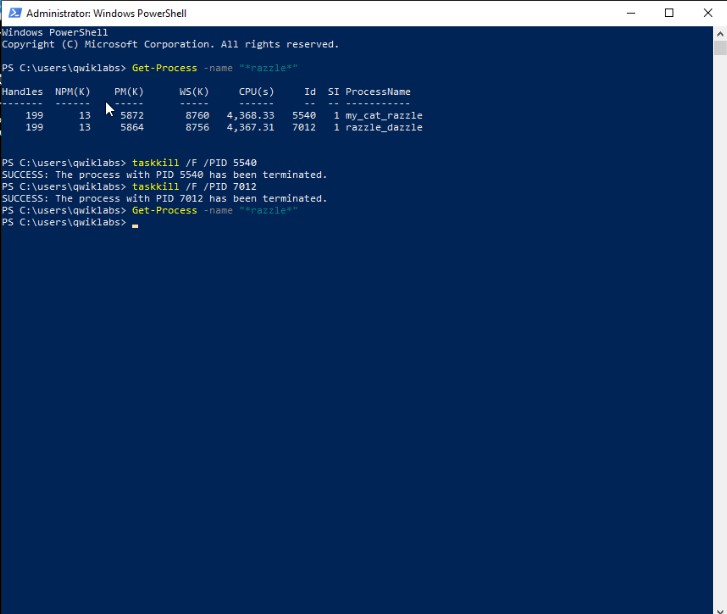 Administrator: Windows PowerShell
Windows PowerShell
Copyright (C) Microsoft Corporation. All rights reserved.
PS C:\users\qwiklabs> Get-Process -name "*razzle*"
Handles  NPM(K)    PM(K)      WS(K)     CPU(s)     Id  SI ProcessName
-------  ------    -----      -----     ------     --  -- -----------
    199      13     5872       8760   4,368.33   5540   1 my_cat_razzle
    199      13     5864       8756   4,367.31   7012   1 razzle_dazzle
PS C:\users\qwiklabs> taskkill /F /PID 5540
SUCCESS: The process with PID 5540 has been terminated.
PS C:\users\qwiklabs> taskkill /F /PID 7012
SUCCESS: The process with PID 7012 has been terminated.
PS C:\users\qwiklabs> Get-Process -name "*razzle*"
PS C:\users\qwiklabs>